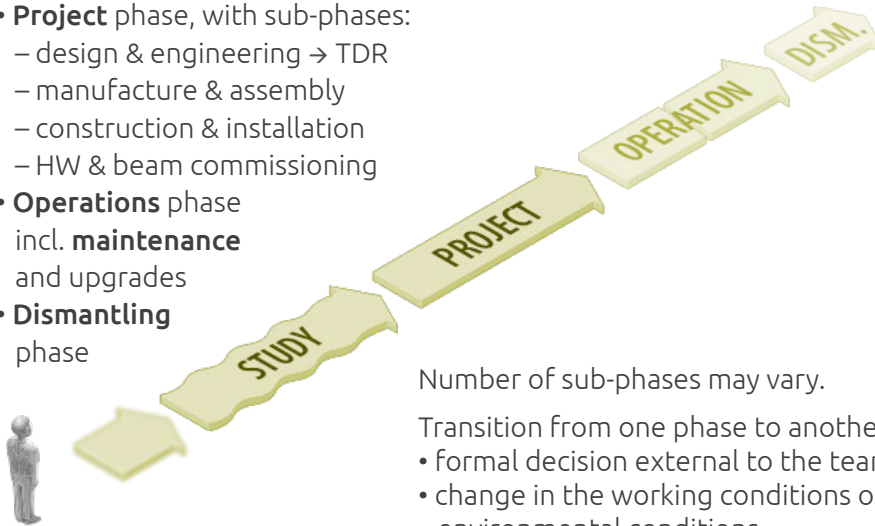 • Project phase, with sub-phases:
– design & engineering → TDR
– manufacture & assembly
– construction & installation
– HW & beam commissioning
• Operations phase
incl. maintenance
and upgrades
• Dismantling
phase
DISM.
OPERATION
PROJECT
STUDY
Number of sub-phases may vary.
Transition from one phase to
• formal decision external to the
• change in the working conditions